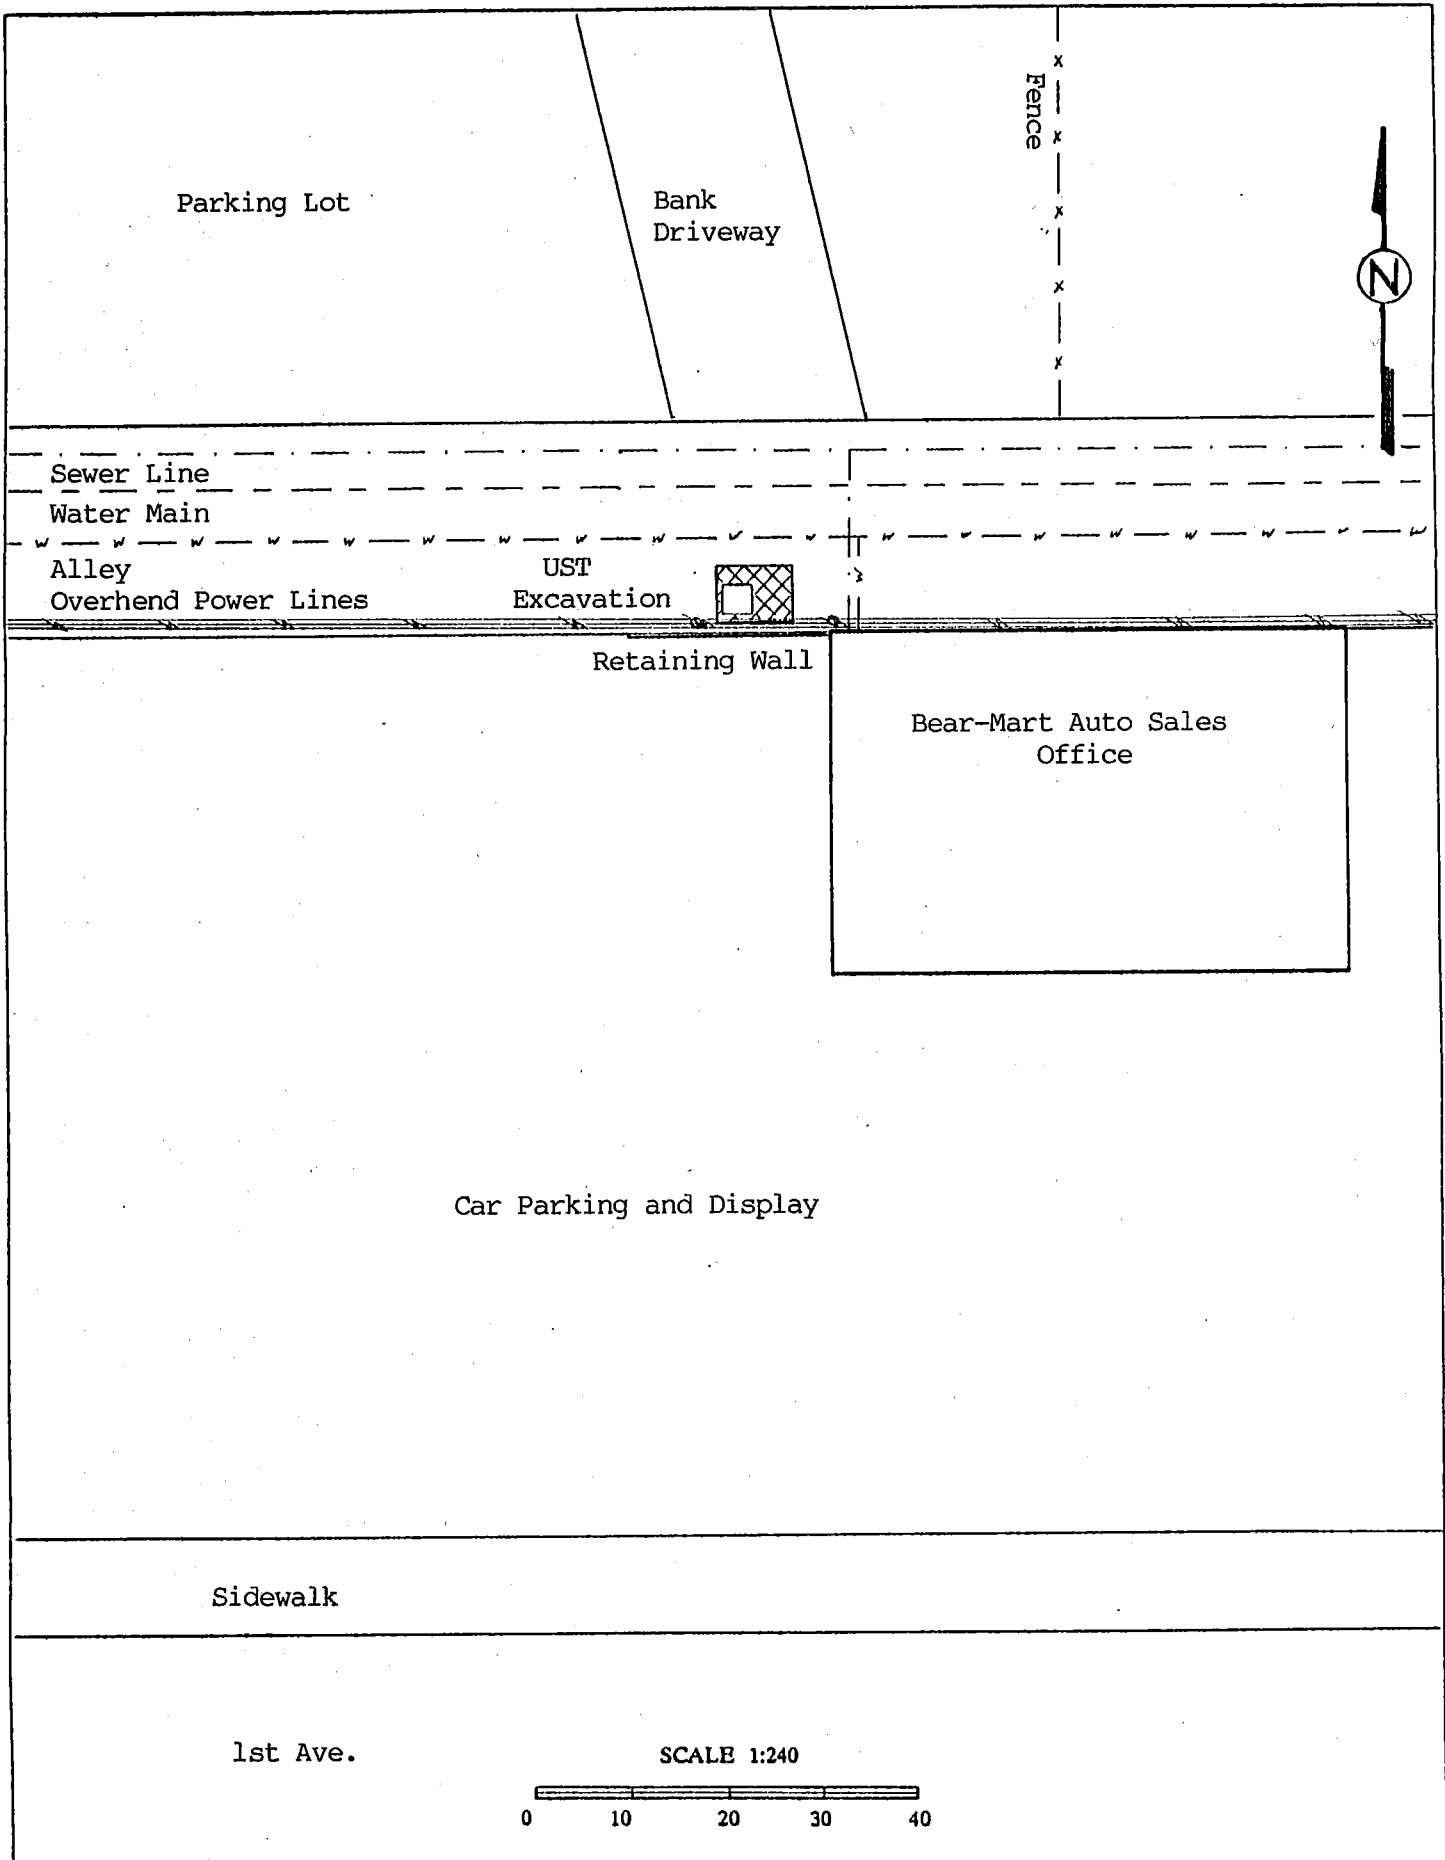 Fence
Parking Lot
Bank
Driveway
N
Sewer Line
Water Main
Alley
Overhend Power Lines
UST
Excavation
Retaining Wall
Bear-Mart Auto Sales
Office
Car Parking and Display
Sidewalk
1st Ave.
SCALE 1:240
0 10 20 30 40